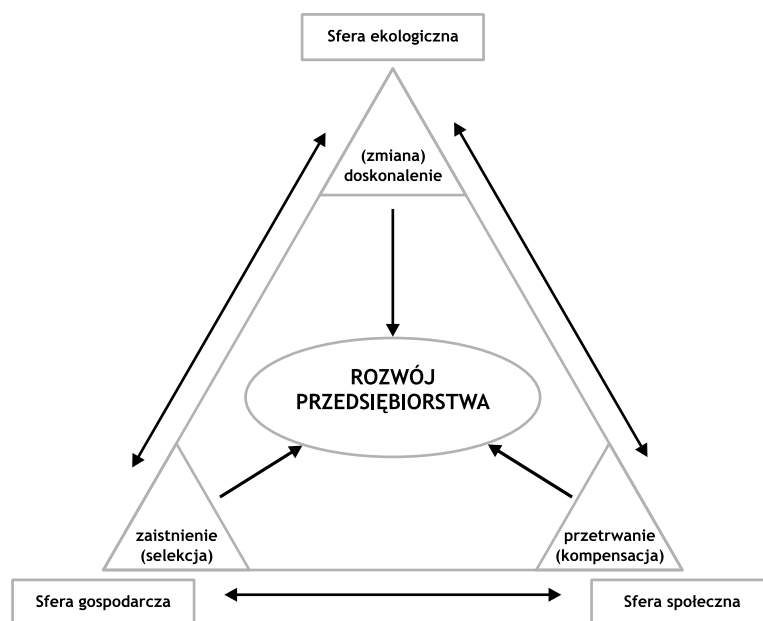 Sfera ekologiczna
(zmiana)
doskonalenie
ROZWÓJ
PRZEDSIĘBIORSTWA
zaistnienie
(selekcja)
przetrwanie
(kompensacja)
Sfera gospodarcza
Sfera społeczna